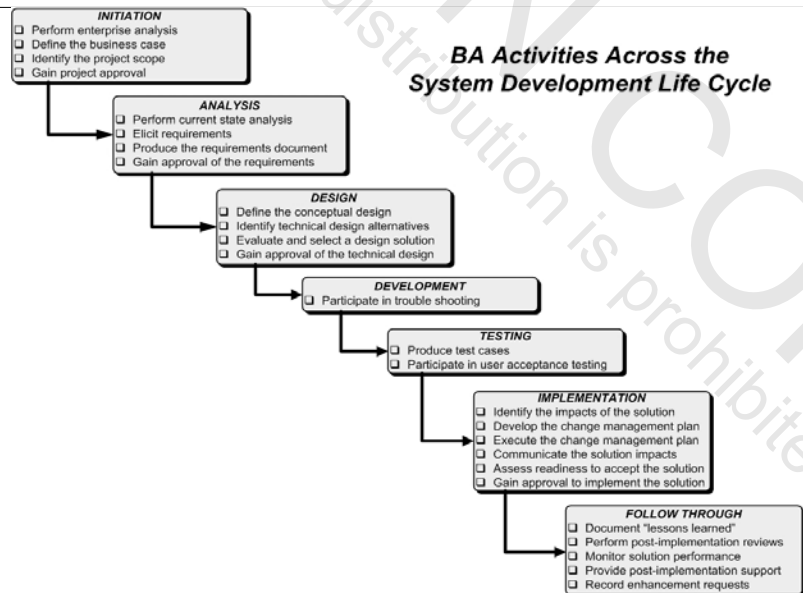 BA Activities Across the
System Development Life Cycle
INITIATION
❑ Perform enterprise analysis
❑ Define the business case
❑ Identify the project scope
❑ Gain project approval
ANALYSIS
❑ Perform current state analysis
❑ Elicit requirements
❑ Produce the requirements document
❑ Gain approval of the requirements
DESIGN
❑ Define the conceptual design
❑ Identify technical design alternatives
❑ Evaluate and select a design solution
❑ Gain approval of the technical design
DEVELOPMENT
❑ Participate in trouble shooting
TESTING
❑ Produce test cases
❑ Participate in user acceptance testing
IMPLEMENTATION
❑ Identify the impacts of the solution
❑ Develop the change management plan
❑ Execute the change management plan
❑ Communicate the solution impacts
❑ Assess readiness to accept the solution
❑ Gain approval to implement the solution
FOLLOW THROUGH
❑ Document "lessons learned"
❑ Perform post-implementation reviews
❑ Monitor solution performance
❑ Provide post-implementation support
❑ Record enhancement requests
is